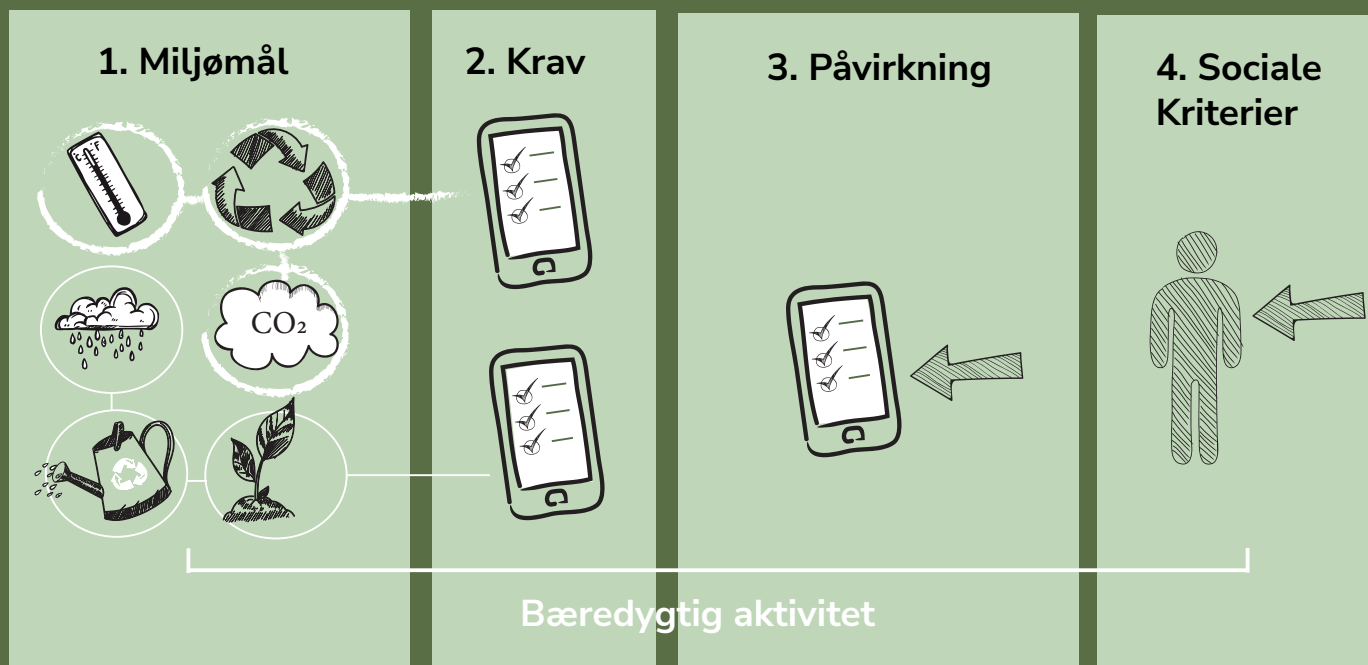 1. Miljømål
2. Krav
3. Påvirkning
4. Sociale
Kriterier
°C °F
CO₂
Bæredygtig aktivitet